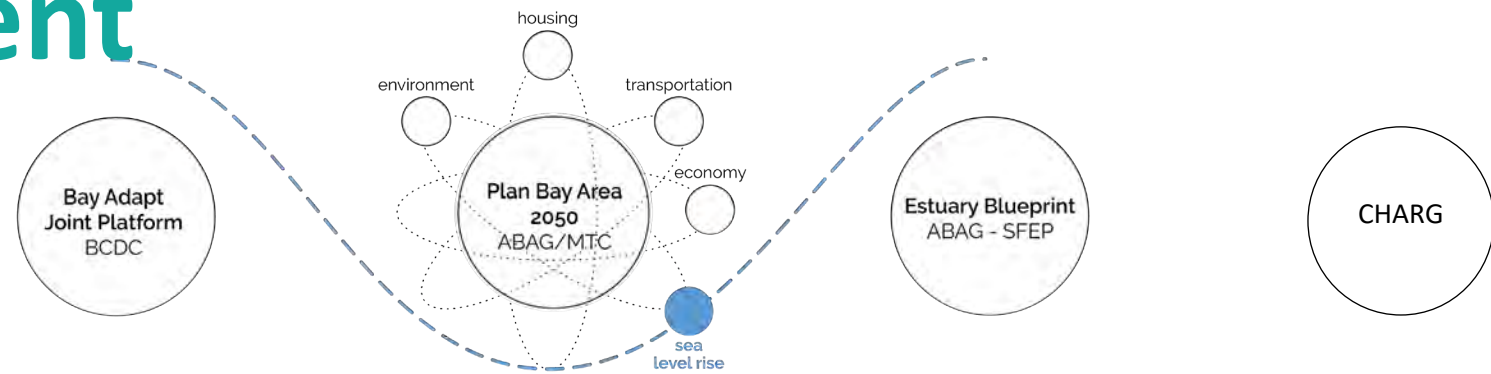 ent
housing
environment
transportation
economy
Bay Adapt
Joint Platform
BCDC
Plan Bay Area
2050
ABAG/MTC
Estuary Blueprint
ABAG - SFEP
CHARG
sea
level rise